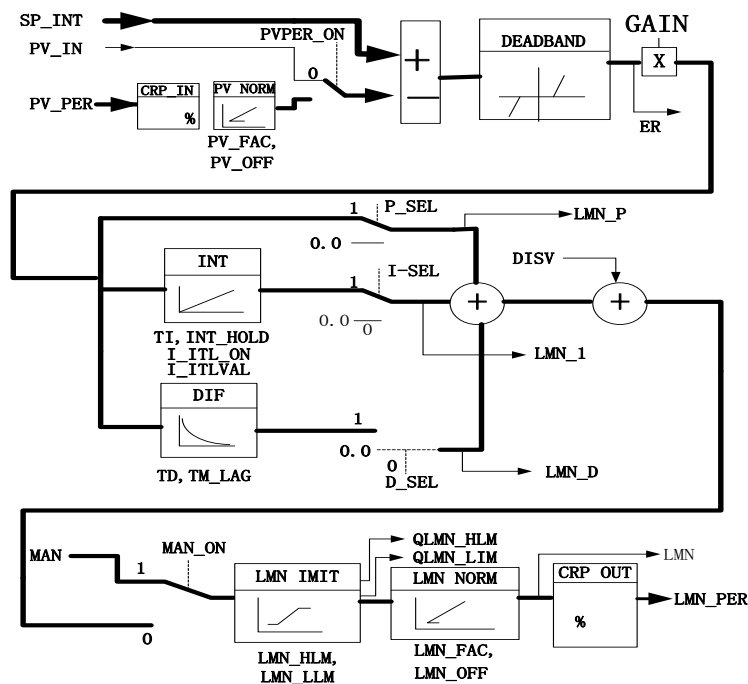 SP_INT
PV_IN
PVPER_ON
0
+
−
DEADBAND
GAIN
X
ER
PV_PER
CRP_IN
%
PV NORM
PV_FAC,
PV_OFF
1
P_SEL
LMN_P
0.0
INT
1
I-SEL
DISV
+
+
0.0
0
TI, INT_HOLD
I_ITL_ON
I_ITLVAL
LMN_1
DIF
1
0.0
0
D_SEL
LMN_D
TD, TM_LAG
MAN
1
MAN_ON
0
LMN IMIT
QLMN_HLM
QLMN_LIM
LMN_HLM,
LMN_LLM
LMN NORM
LMN_FAC,
LMN_OFF
LMN
CRP OUT
%
LMN_PER